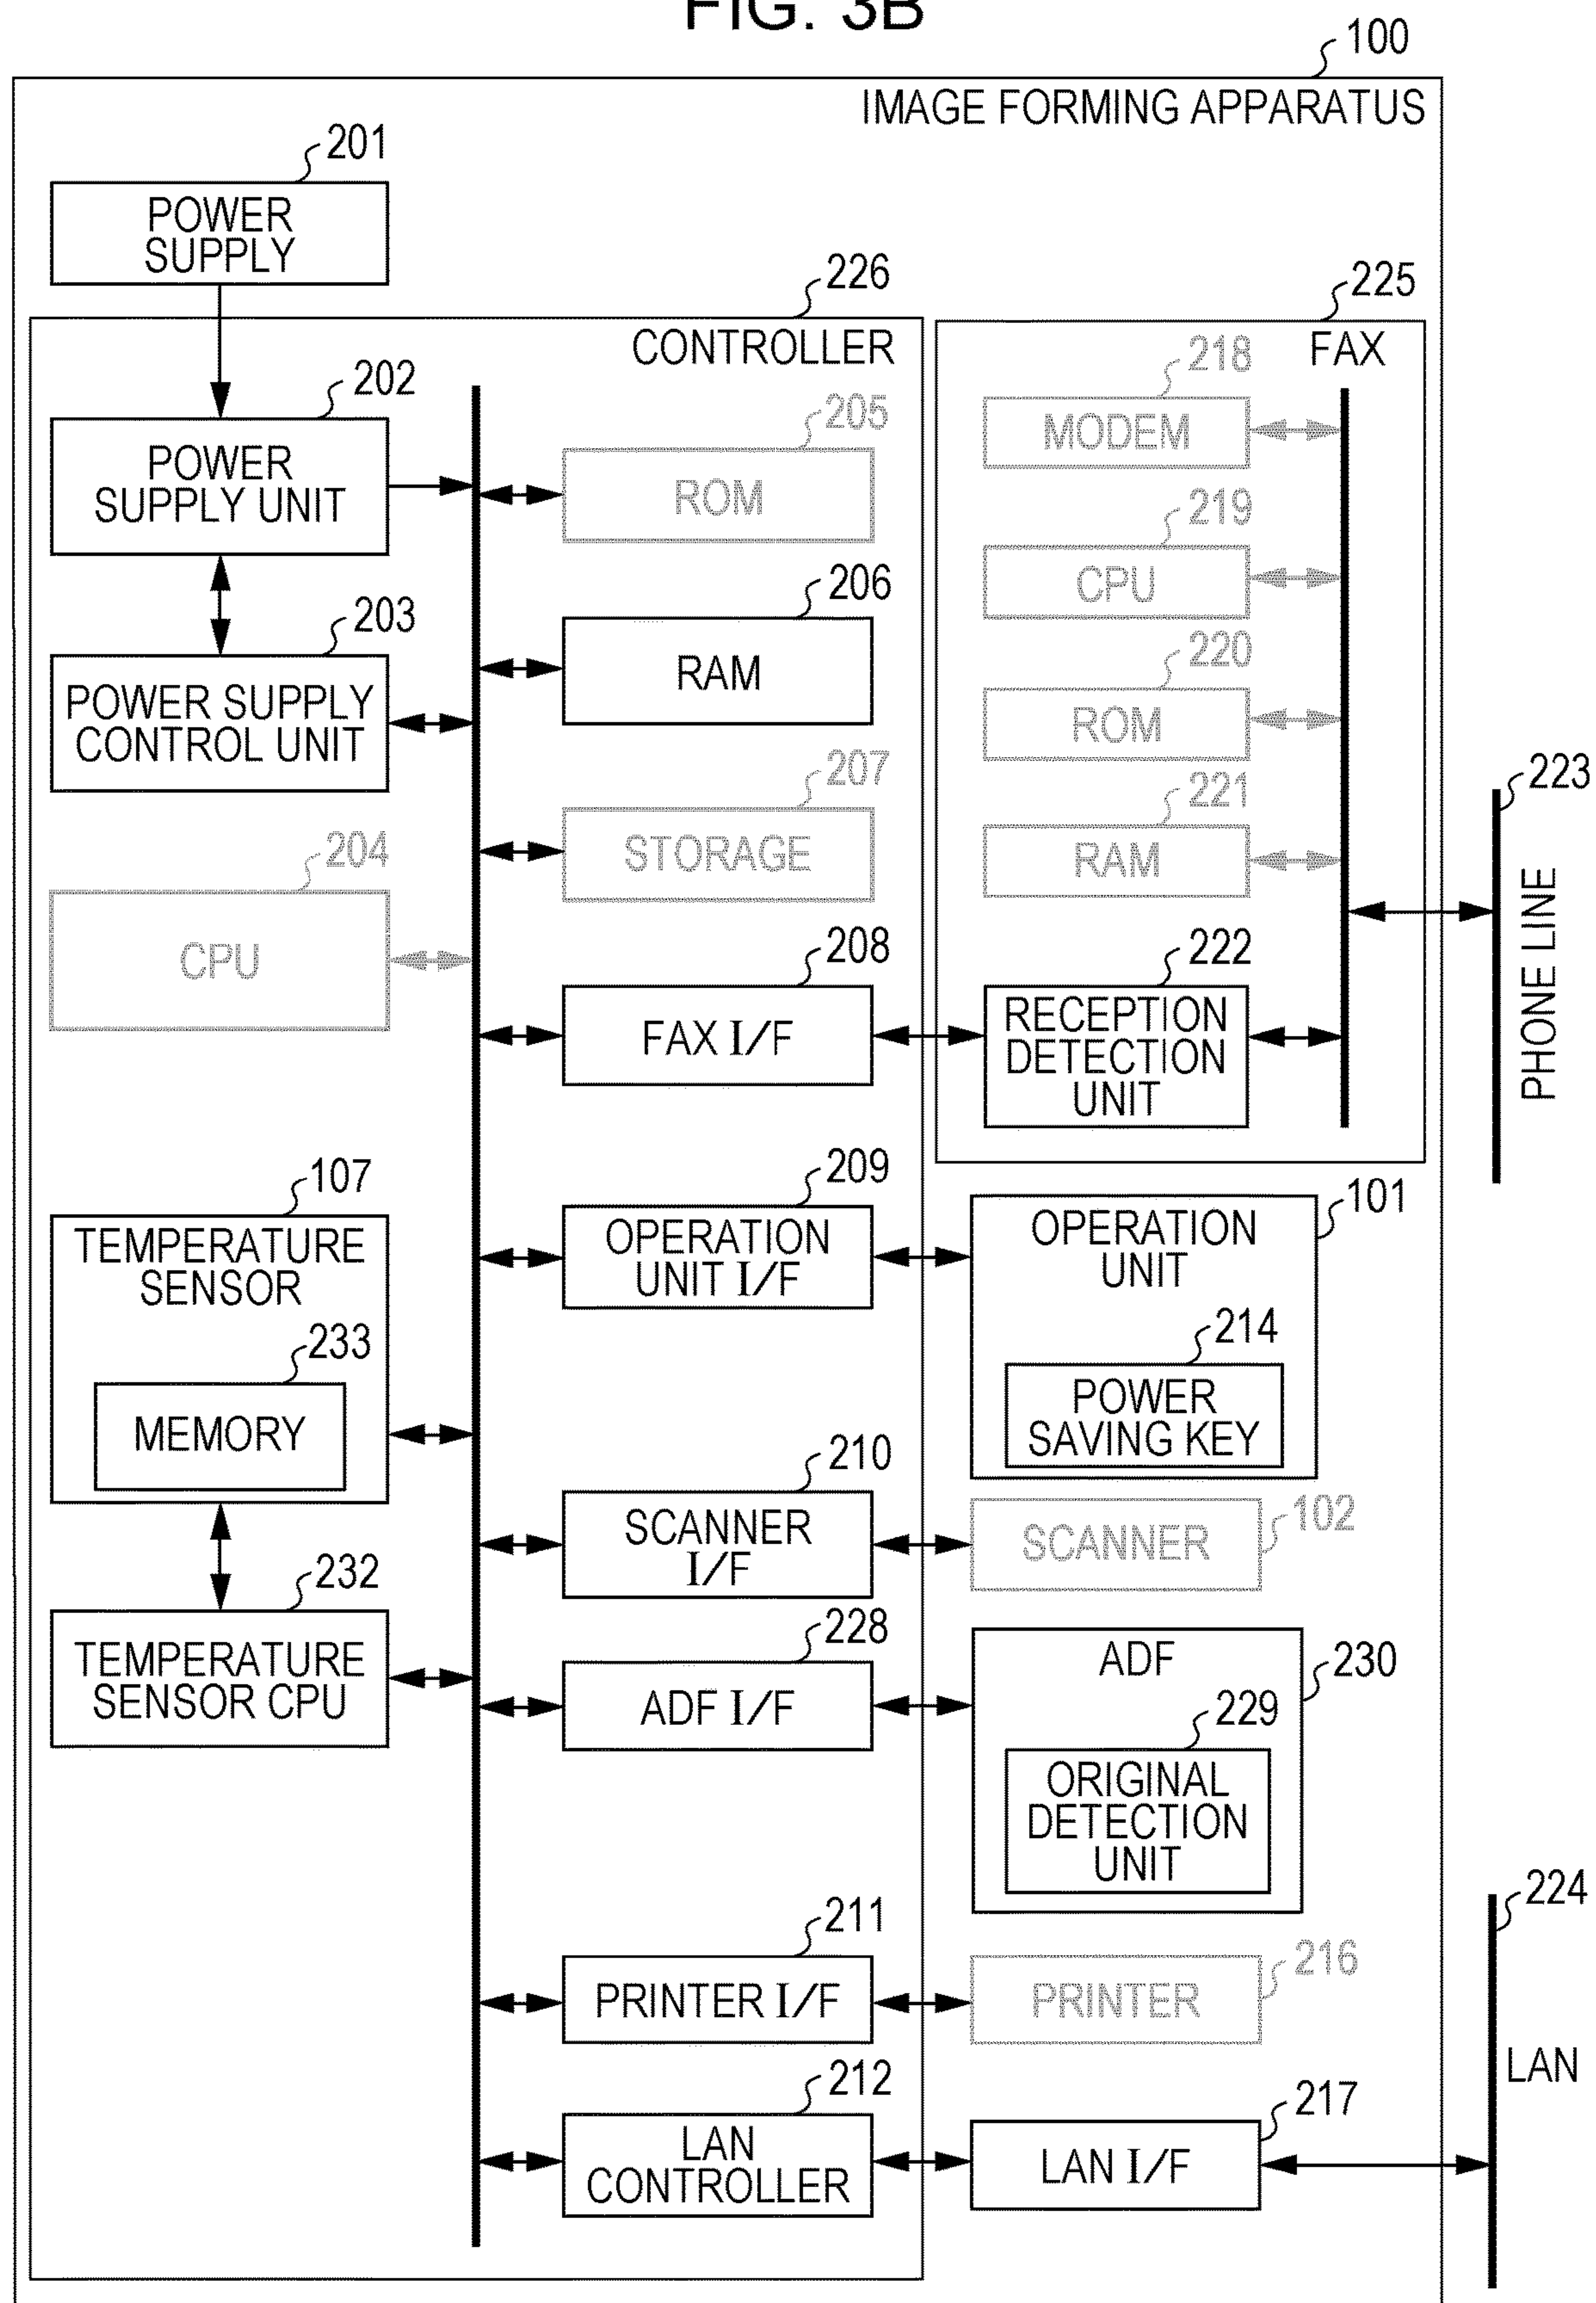 FIG. 3B
100
IMAGE FORMING APPARATUS
201
POWER
SUPPLY
226
CONTROLLER
225
FAX
202
POWER
SUPPLY UNIT
205
ROM
218
MODEM
203
POWER SUPPLY
CONTROL UNIT
206
RAM
219
CPU
220
ROM
204
CPU
207
STORAGE
221
RAM
223
PHONE LINE
208
FAX I/F
222
RECEPTION
DETECTION
UNIT
107
TEMPERATURE
SENSOR
233
MEMORY
209
OPERATION
UNIT I/F
101
OPERATION
UNIT
214
POWER
SAVING KEY
210
SCANNER
I/F
102
SCANNER
232
TEMPERATURE
SENSOR CPU
228
ADF I/F
ADF
230
229
ORIGINAL
DETECTION
UNIT
211
PRINTER I/F
216
PRINTER
224
LAN
212
LAN
CONTROLLER
217
LAN I/F